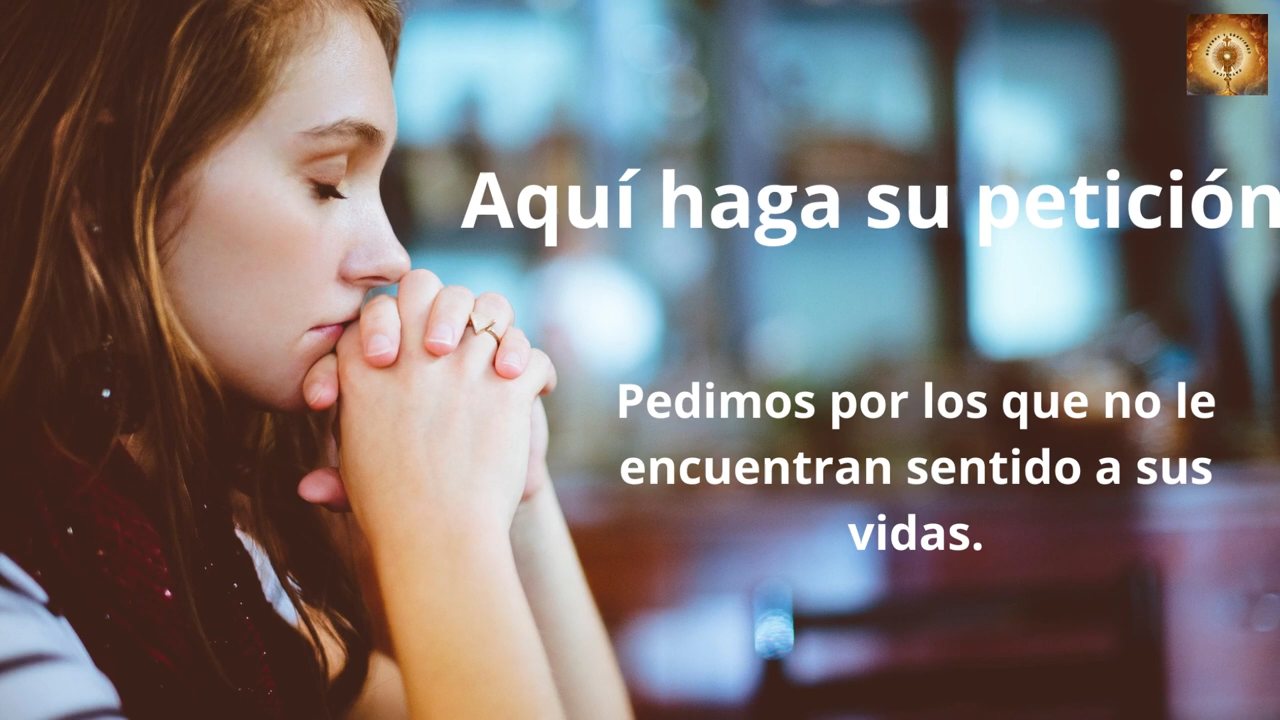 Aquí haga su petición
Pedimos por los que no le
encuentran sentido a sus
vidas.